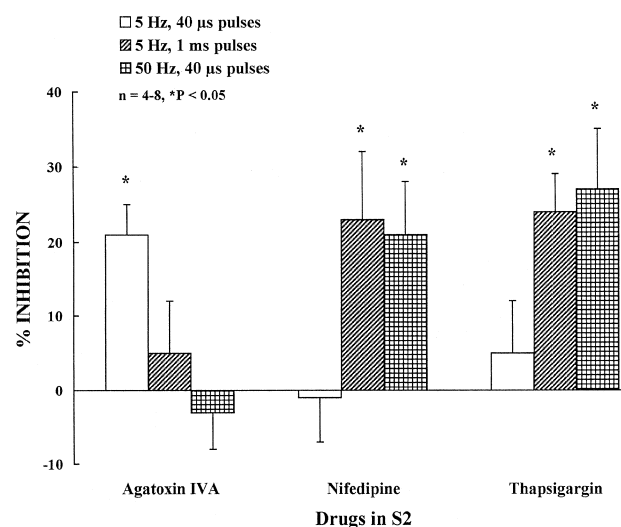 5 Hz, 40 µs pulses
5 Hz, 1 ms pulses
50 Hz, 40 µs pulses
n = 4-8, *P < 0.05
40
30
20
10
0
-10
% INHIBITION
*
*
*
*
*
Agatoxin IVA Nifedipine Thapsigargin
Drugs in S2